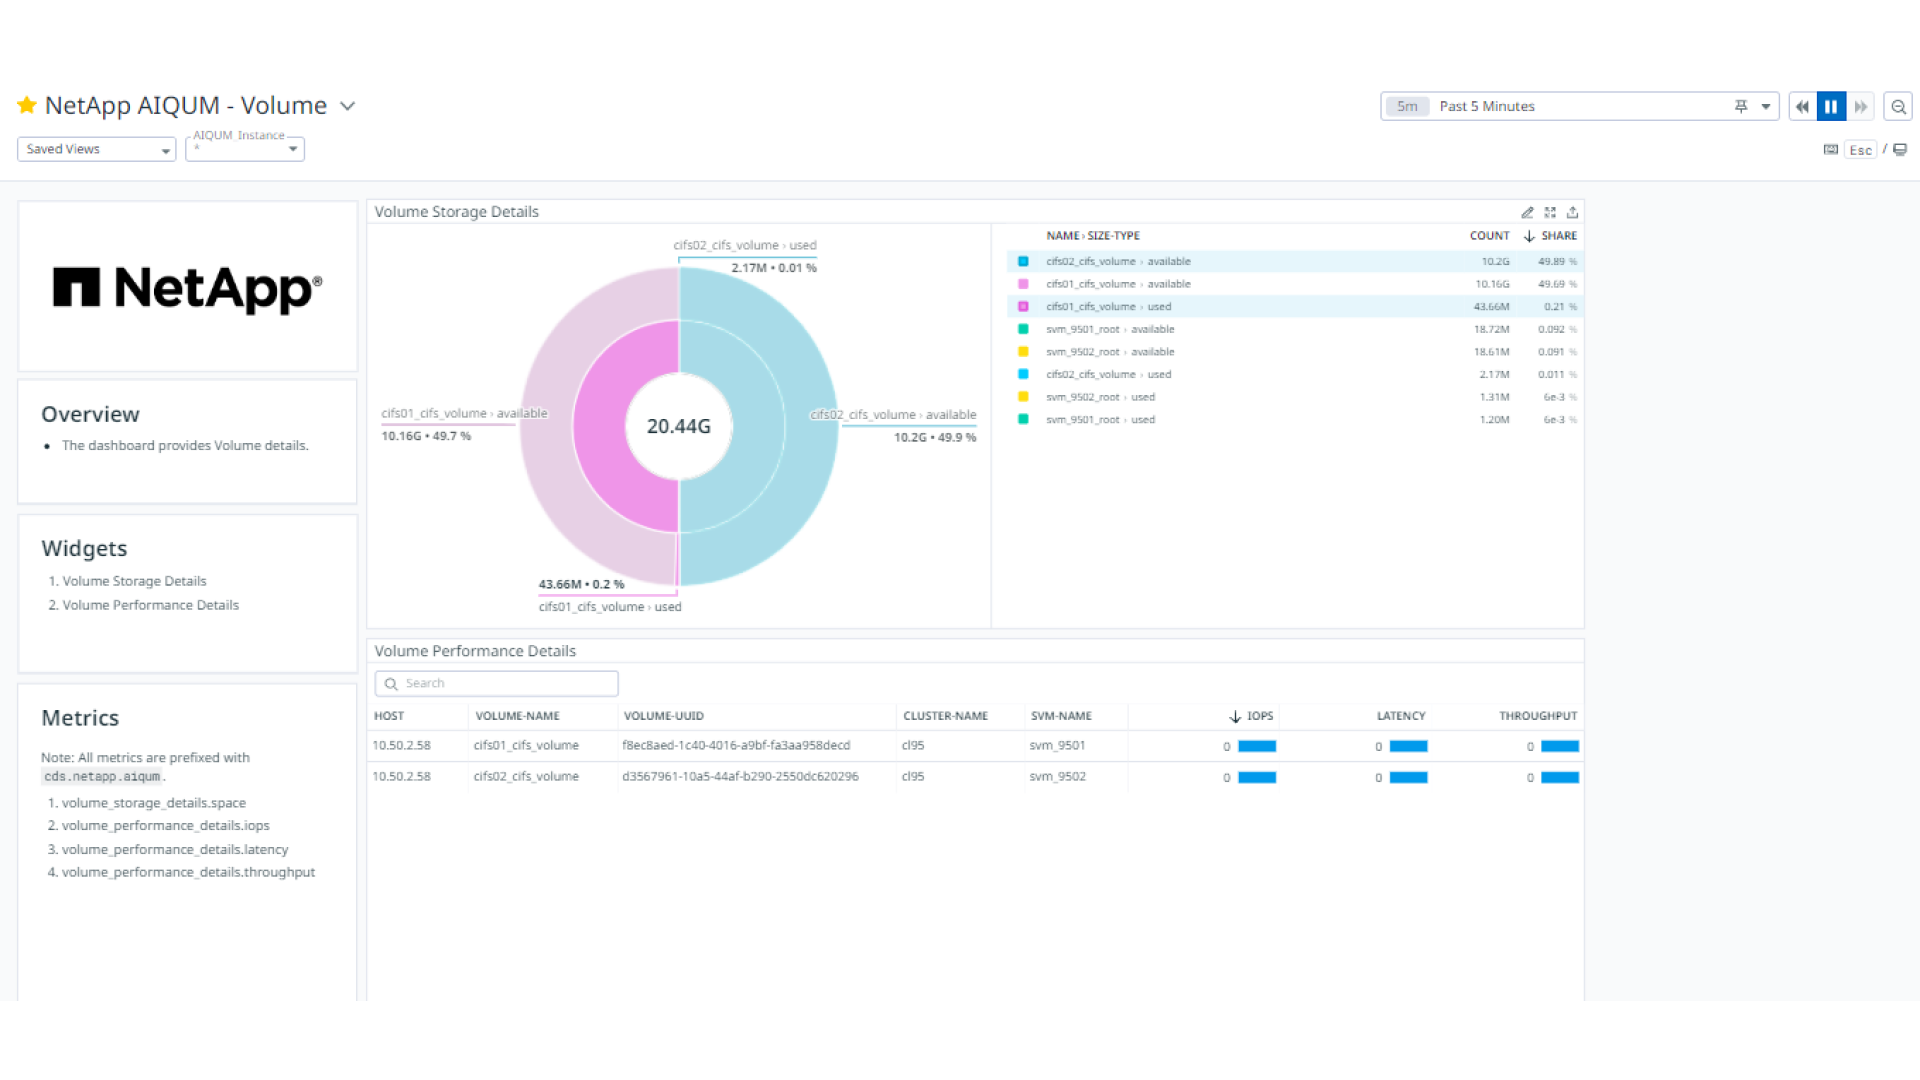 NetApp AIQUM - Volume
5m Past 5 Minutes
Saved Views
AIQUM_Instance
*
Esc /
NetApp®
Overview
• The dashboard provides Volume details.
Widgets
1. Volume Storage Details
2. Volume Performance Details
Metrics
Note: All metrics are prefixed with
cds.netapp.aiqum.
1. volume_storage_details.space
2. volume_performance_details.iops
3. volume_performance_details.latency
4. volume_performance_details.throughput
Volume Storage Details
cifs02_cifs_volume › used
2.17M • 0.01 %
cifs01_cifs_volume › available
10.16G • 49.7 %
20.44G
cifs02_cifs_volume › available
10.2G • 49.9 %
43.66M • 0.2 %
cifs01_cifs_volume › used
NAME › SIZE-TYPE COUNT SHARE
cifs02_cifs_volume › available 10.2G 49.89 %
cifs01_cifs_volume › available 10.16G 49.69 %
cifs01_cifs_volume › used 43.66M 0.21 %
svm_9501_root › available 18.72M 0.092 %
svm_9502_root › available 18.61M 0.091 %
cifs02_cifs_volume › used 2.17M 0.011 %
svm_9502_root › used 1.31M 6e-3 %
svm_9501_root › used 1.20M 6e-3 %
Volume Performance Details
Search
HOST VOLUME-NAME VOLUME-UUID CLUSTER-NAME SVM-NAME IOPS LATENCY THROUGHPUT
10.50.2.58 cifs01_cifs_volume f8ec8aed-1c40-4016-a9bf-fa3aa958decd cl95 svm_9501 0 0 0
10.50.2.58 cifs02_cifs_volume d3567961-10a5-44af-b290-2550dc620296 cl95 svm_9502 0 0 0